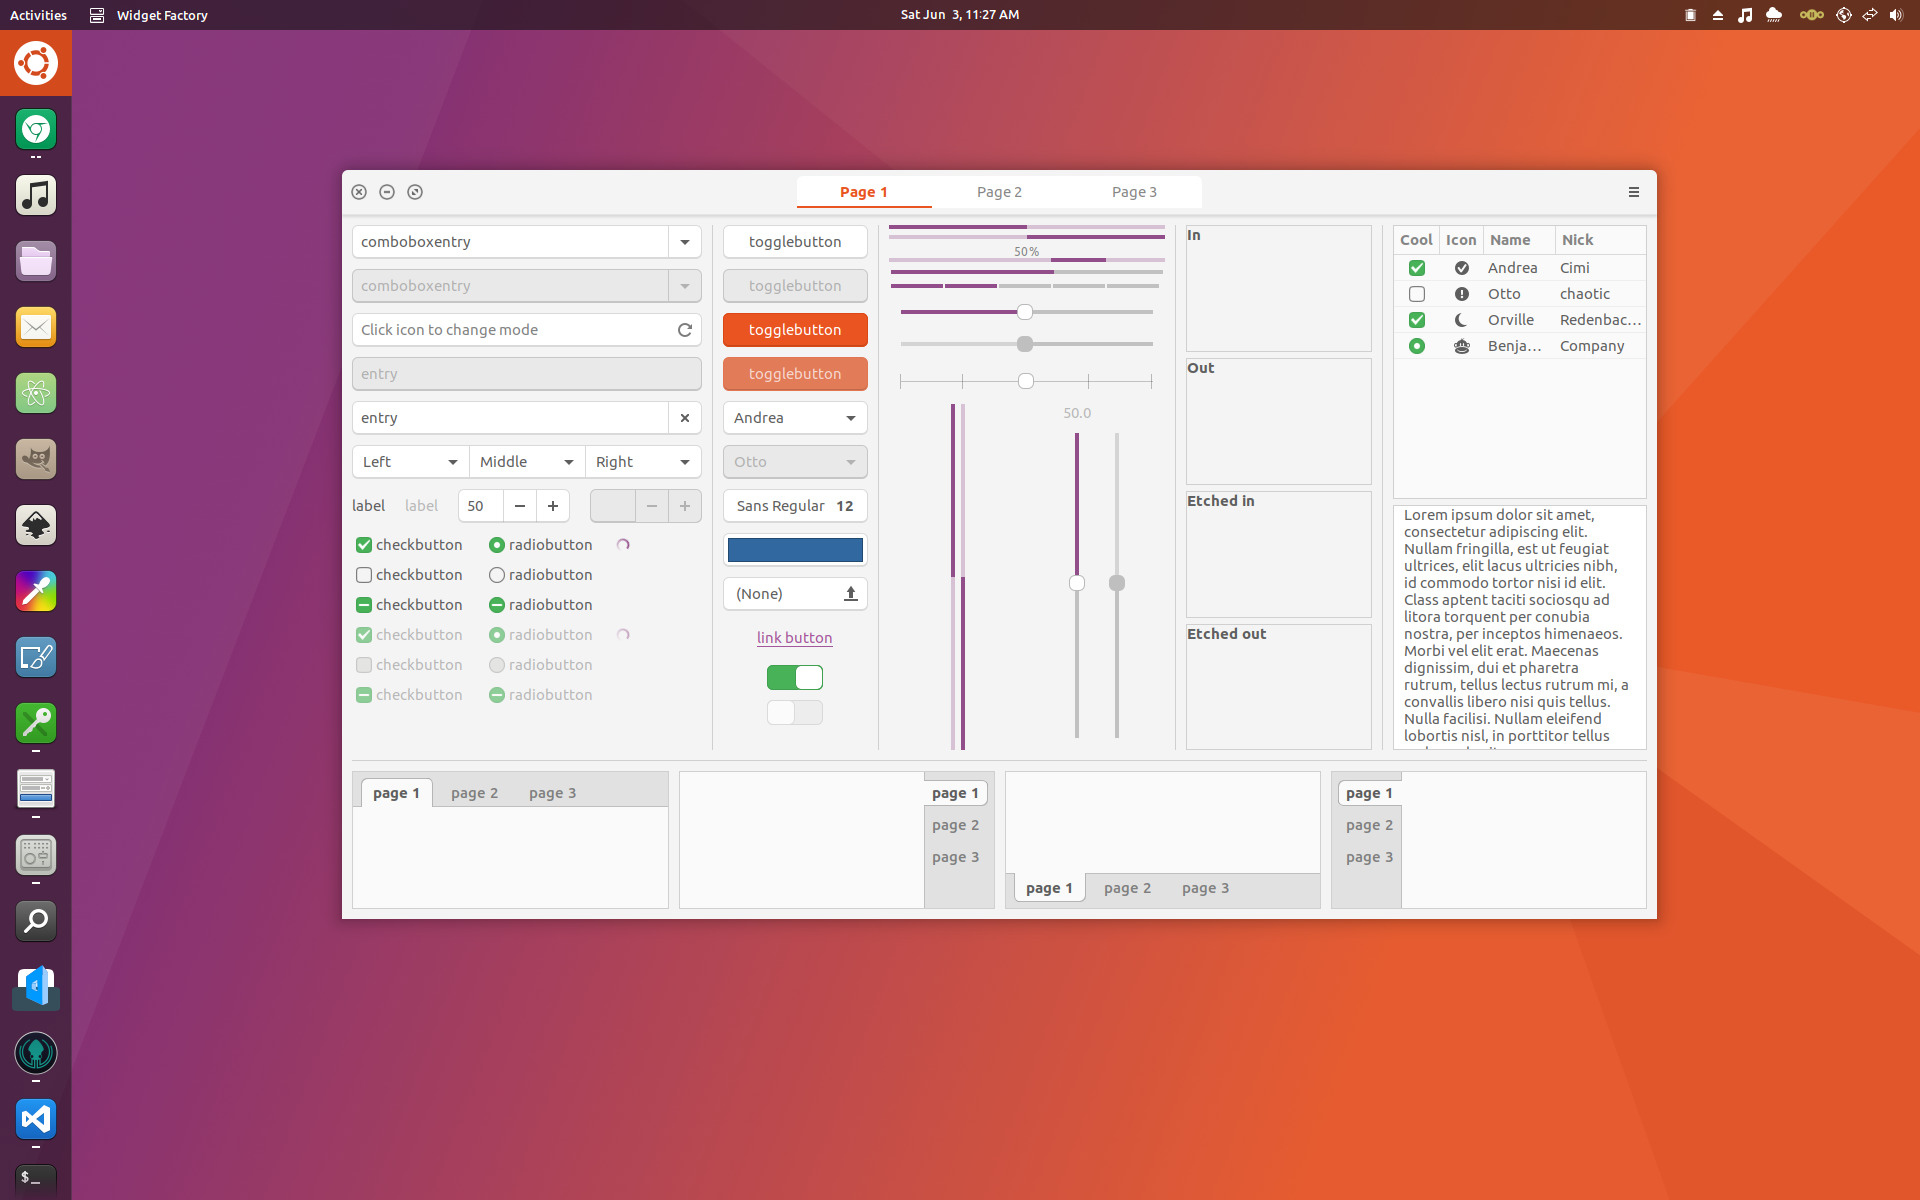 Activities
Widget Factory
Sat Jun 3, 11:27 AM
Page 1
Page 2
Page 3
comboboxentry
comboboxentry
Click icon to change mode
entry
entry
Left
Middle
Right
label
label
50
checkbutton
radiobutton
checkbutton
radiobutton
checkbutton
radiobutton
checkbutton
radiobutton
checkbutton
radiobutton
checkbutton
radiobutton
togglebutton
togglebutton
togglebutton
togglebutton
Andrea
Otto
Sans Regular 12
(None)
link button
50%
50.0
In
Out
Etched in
Etched out
Cool Icon Name Nick
Andrea Cimi
Otto chaotic
Orville Redenbac...
Benja... Company
Lorem ipsum dolor sit amet,
consectetur adipiscing elit.
Nullam fringilla, est ut feugiat
ultrices, elit lacus ultricies nibh,
id commodo tortor nisi id elit.
Class aptent taciti sociosqu ad
litora torquent per conubia
nostra, per inceptos himenaeos.
Morbi vel elit erat. Maecenas
dignissim, dui et pharetra
rutrum, tellus lectus rutrum mi, a
convallis libero nisi quis tellus.
Nulla facilisi. Nullam eleifend
lobortis nisl, in porttitor tellus
page 1
page 2
page 3
page 1
page 2
page 3
page 1
page 2
page 3
page 1
page 2
page 3
$_